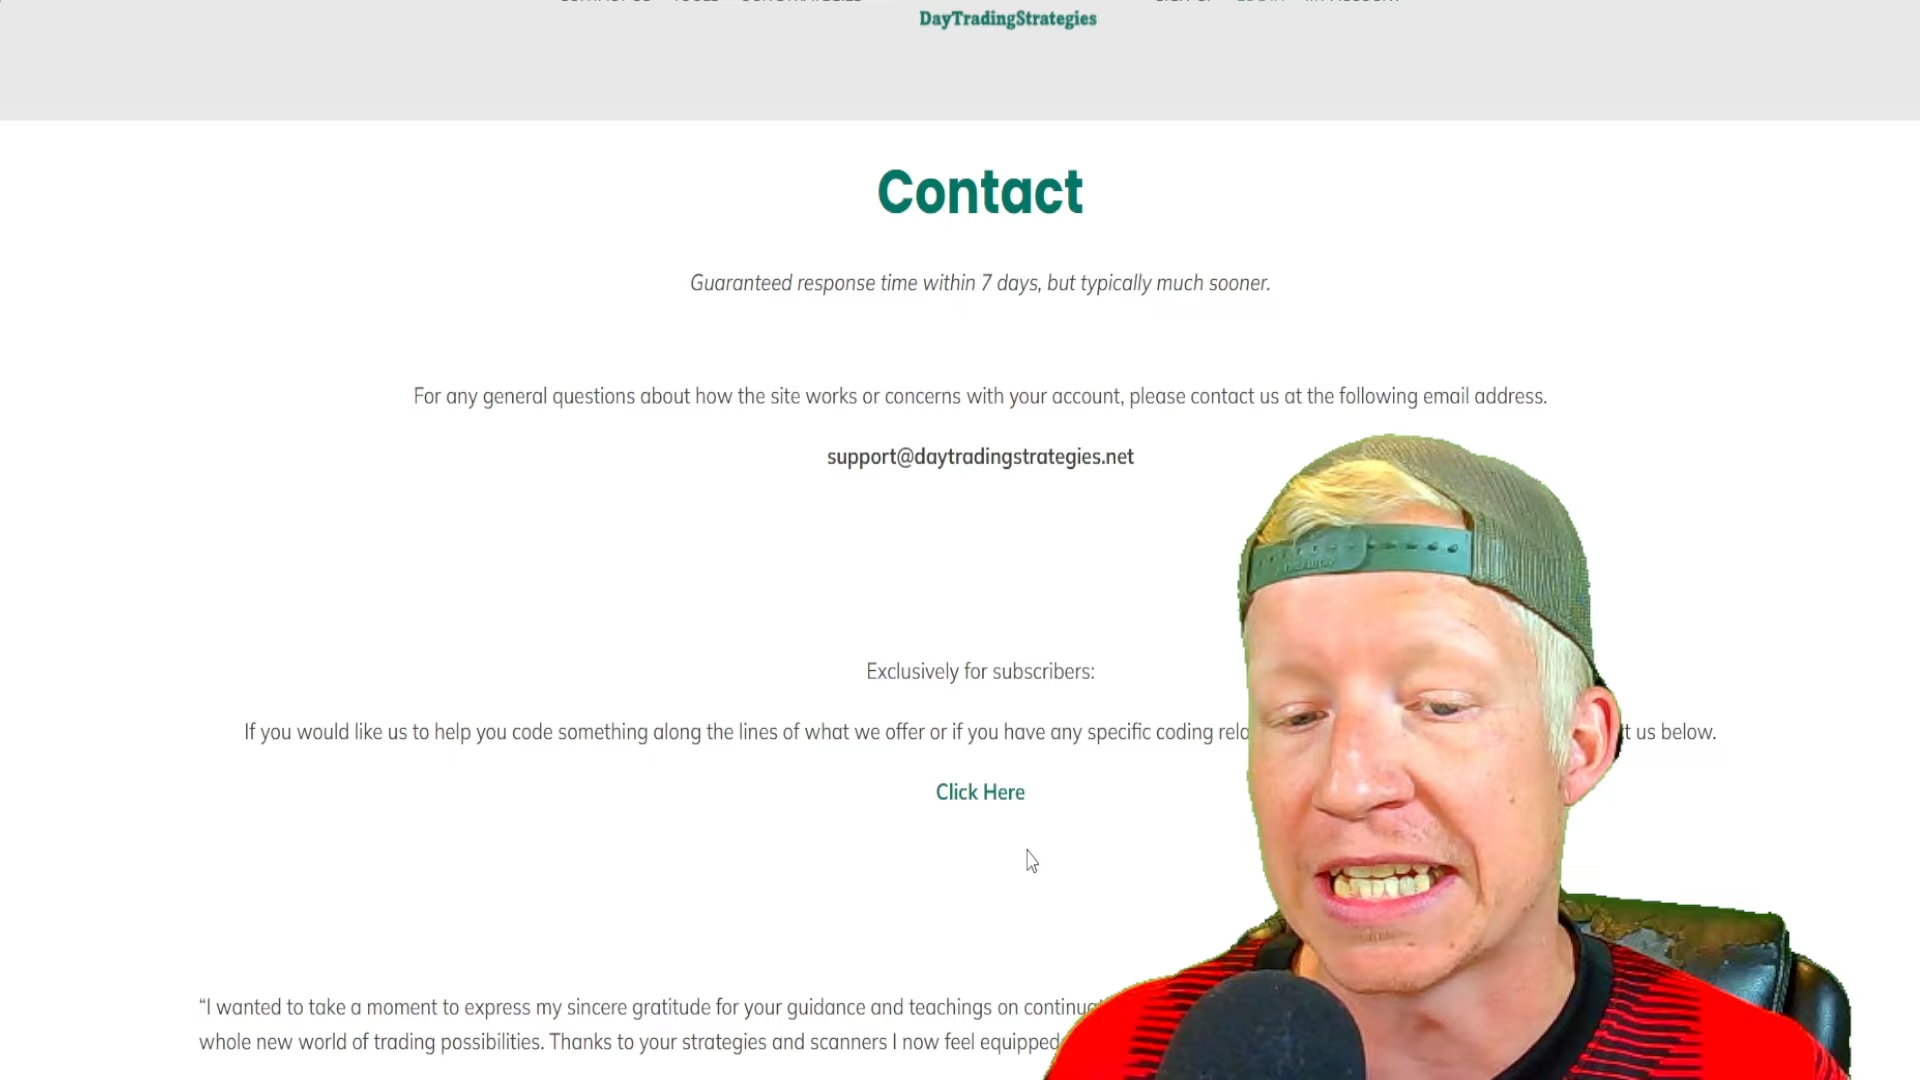 DayTradingStrategies
Contact
Guaranteed response time within 7 days, but typically much sooner.
For any general questions about how the site works or concerns with your account, please contact us at the following email address.
support@daytradingstrategies.net
Exclusively for subscribers:
If you would like us to help you code something along the lines of what we offer or if you have any specific coding t us below.
Click Here
“I wanted to take a moment to express my sincere gratitude for your guidance and teachings on
whole new world of trading possibilities. Thanks to your strategies and scanners I now feel equipped